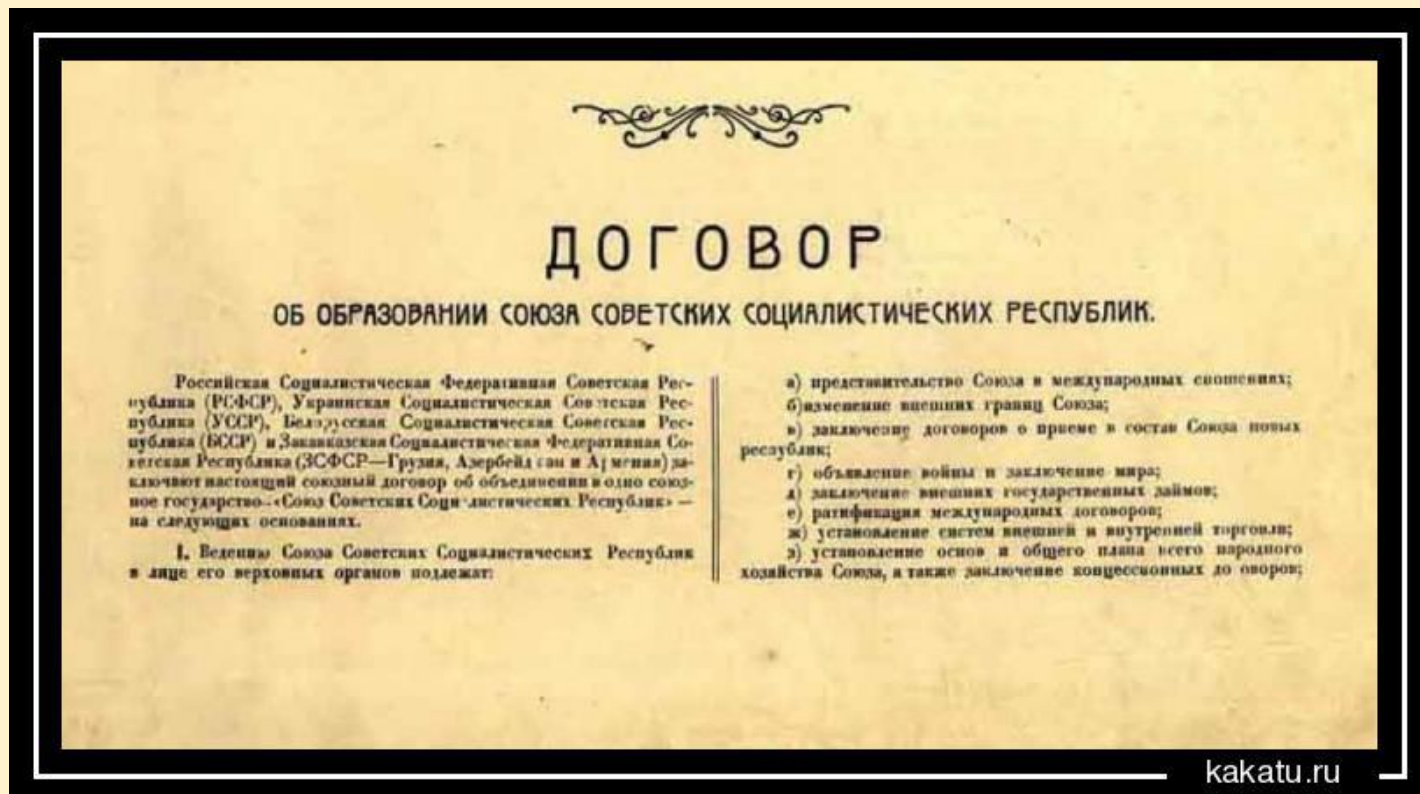 ДОГОВОР
ОБ ОБРАЗОВАНИИ СОЮЗА СОВЕТСКИХ СОЦИАЛИСТИЧЕСКИХ РЕСПУБЛИК.
Российская Социалистическая Федеративная Советская Рес-
публика (РСФСР), Украинская Социалистическая Советская Рес-
публика (УССР), Белорусская Социалистическая Советская Рес-
публика (БССР) и Закавказская Социалистическая Федеративная Со-
ветская Республика (ЗСФСР—Грузия, Азербейджан и Армения) за-
ключают настоящий союзный договор об объединении в одно союз-
ное государство—«Союз Советских Социалистических Республик» —
на следующих основаниях.
1. Ведению Союза Советских Социалистических Республик
в лице его верховных органов подлежат:
а) представительство Союза в международных сношениях;
б) изменение внешних границ Союза;
в) заключение договоров о приеме в состав Союза новых
республик;
г) объявление войны и заключение мира;
д) заключение внешних государственных займов;
е) ратификация международных договоров;
ж) установление систем внешней и внутренней торговли;
з) установление основ и общего плана всего народного
хозяйства Союза, а также заключение концессионных договоров;
kakatu.ru